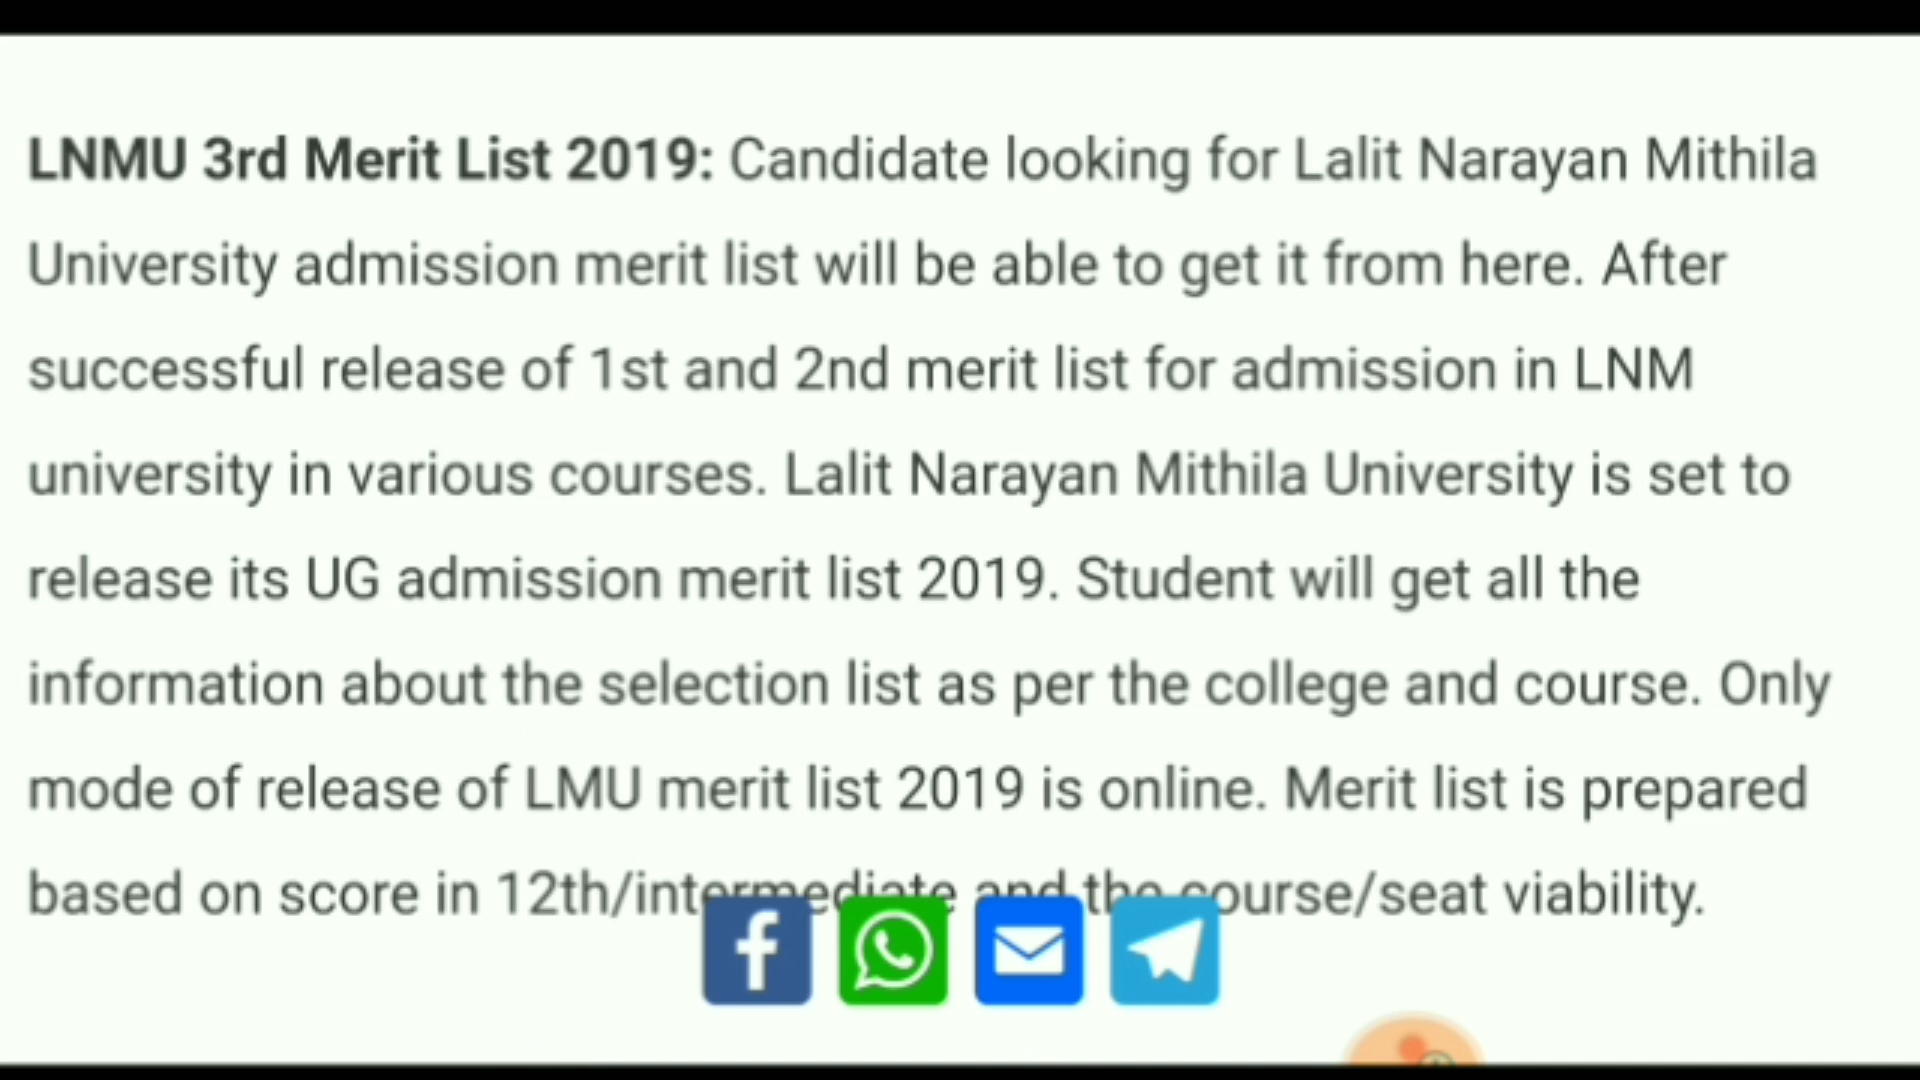 LNMU 3rd Merit List 2019: Candidate looking for Lalit Narayan Mithila
University admission merit list will be able to get it from here. After
successful release of 1st and 2nd merit list for admission in LNM
university in various courses. Lalit Narayan Mithila University is set to
release its UG admission merit list 2019. Student will get all the
information about the selection list as per the college and course. Only
mode of release of LMU merit list 2019 is online. Merit list is prepared
based on score in 12th/intermediate and the course/seat viability.